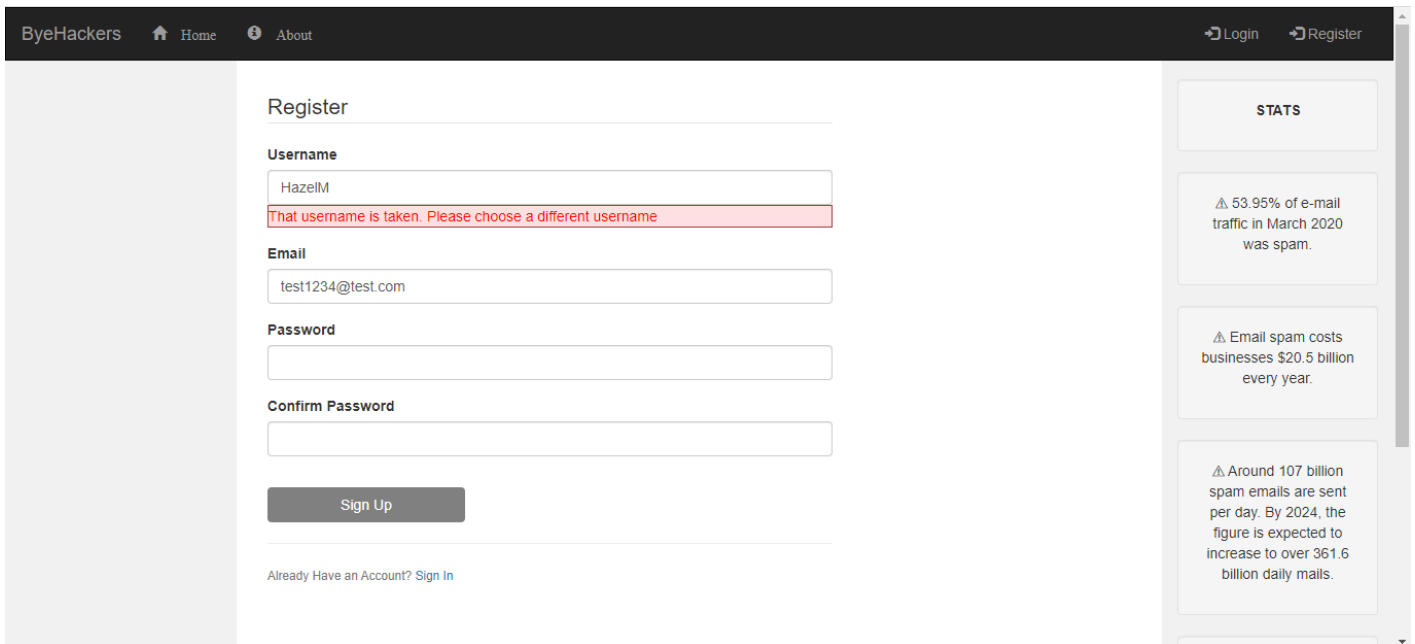 ByeHackers Home About Login Register
Register
Username
HazelM
That username is taken. Please choose a different username
Email
test1234@test.com
Password
Confirm Password
Sign Up
Already Have an Account? Sign In
STATS
⚠ 53.95% of e-mail
traffic in March 2020
was spam.
⚠ Email spam costs
businesses $20.5 billion
every year.
⚠ Around 107 billion
spam emails are sent
per day. By 2024, the
figure is expected to
increase to over 361.6
billion daily mails.